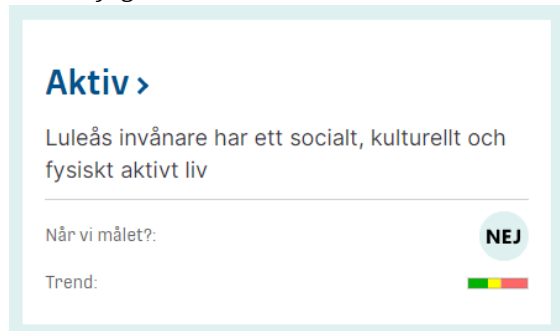 Aktiv >
Luleås invånare har ett socialt, kulturellt och
fysiskt aktivt liv
Når vi målet?: NEJ
Trend: